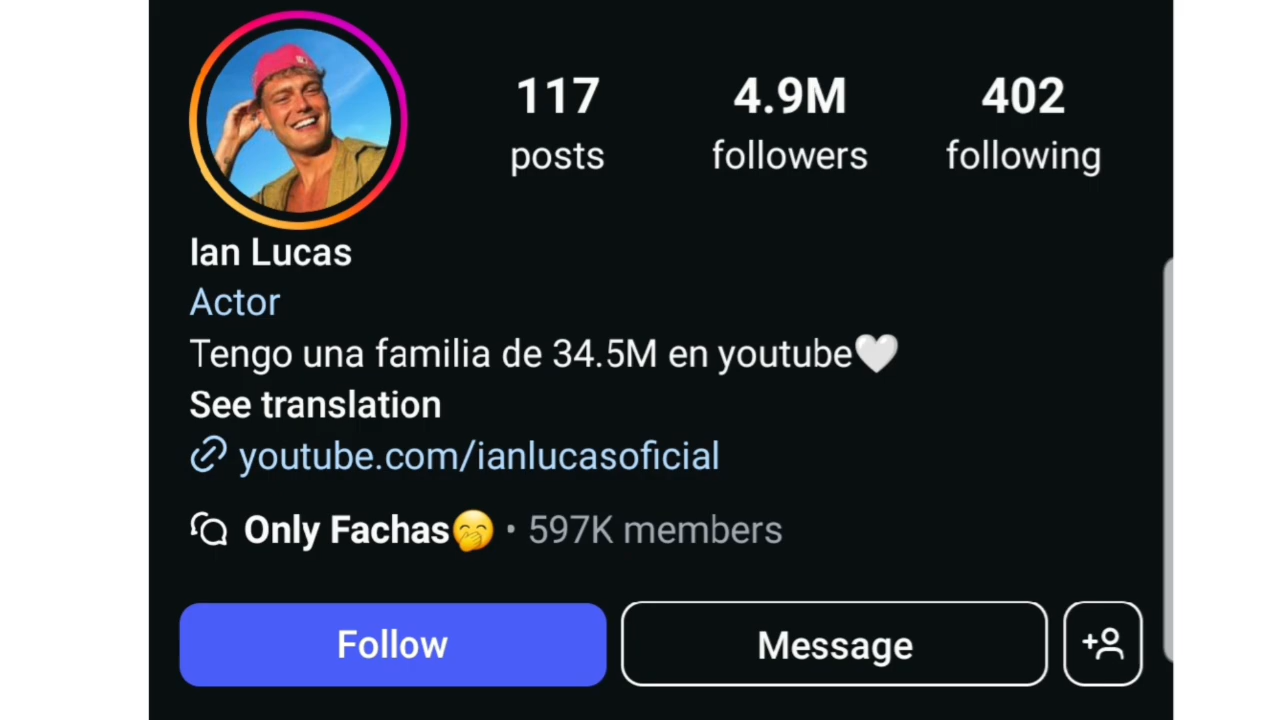 117 4.9M 402
posts followers following
Ian Lucas
Actor
Tengo una familia de 34.5M en youtube🤍
See translation
youtube.com/ianlucasoficial
Only Fachas🤭 • 597K members
Follow Message